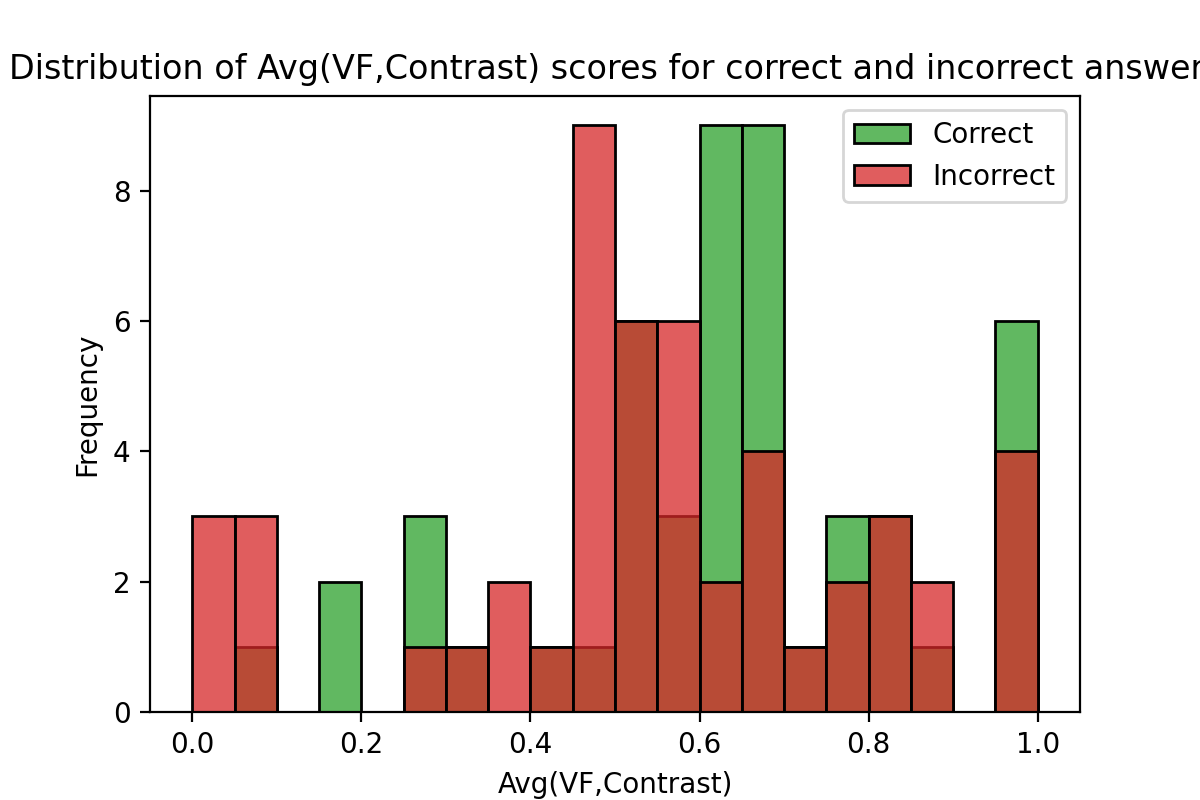 Distribution of Avg(VF,Contrast) scores for correct and incorrect answer
Correct
Incorrect
Frequency
8
6
4
2
0
0.0 0.2 0.4 0.6 0.8 1.0
Avg(VF,Contrast)